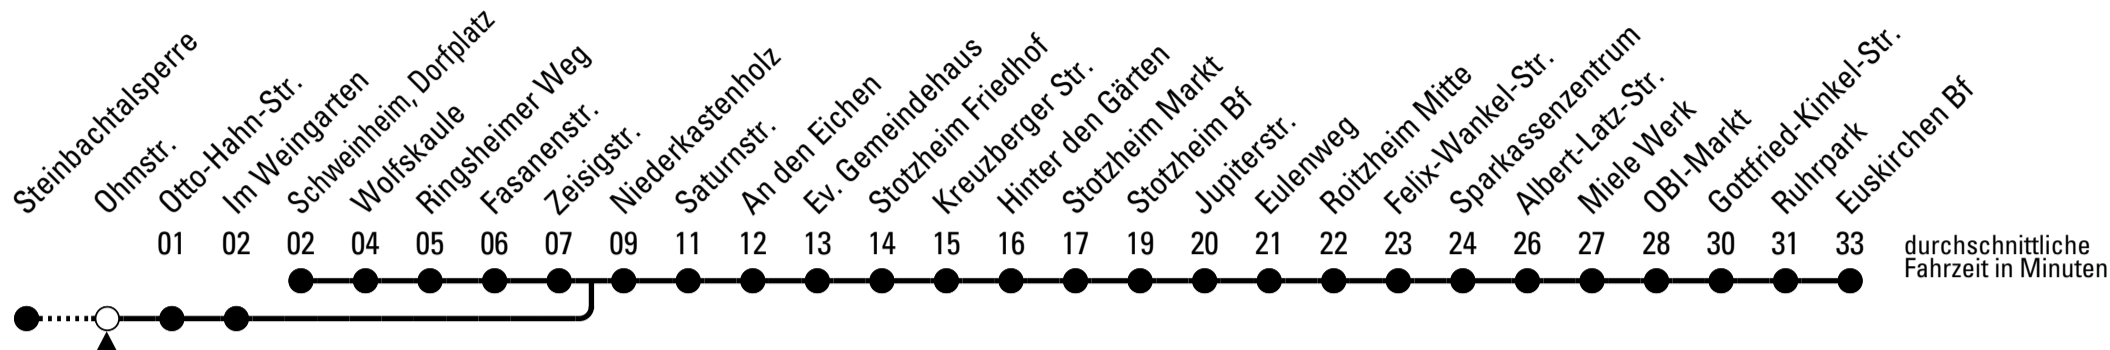 Steinbachtalsperre
Ohmstr.
Otto-Hahn-Str.
Im Weingarten
Schweinheim, Dorfplatz
Wolfskaule
Ringsheimer Weg
Fasanenstr.
Zeisigstr.
Niederkastenholz
Saturnstr.
An den Eichen
Ev. Gemeindehaus
Stotzheim Friedhof
Kreuzberger Str.
Hinter den Gärten
Stotzheim Markt
Stotzheim Bf
Jupiterstr.
Eulenweg
Roitzheim Mitte
Felix-Wankel-Str.
Sparkassenzentrum
Albert-Latz-Str.
Miele Werk
OBI-Markt
Gottfried-Kinkel-Str.
Ruhrpark
Euskirchen Bf
01 02 02 04 05 06 07 09 11 12 13 14 15 16 17 19 20 21 22 23 24 26 27 28 30 31 33
durchschnittliche
Fahrzeit in Minuten